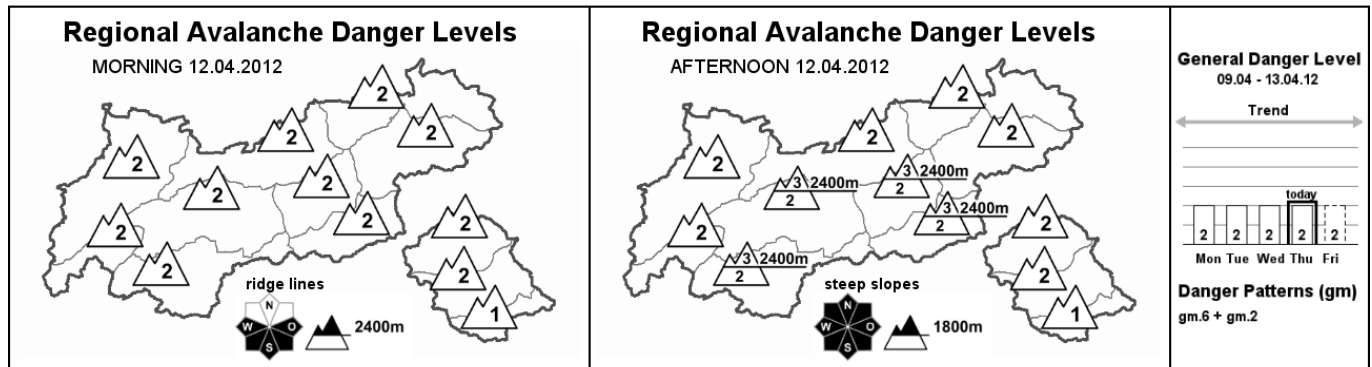 Regional Avalanche Danger Levels
MORNING 12.04.2012
2
2
2
2
2
2
2
2
2
2
2
2
1
ridge lines
N
W O
S
2400m
Regional Avalanche Danger Levels
AFTERNOON 12.04.2012
2
2
2
2
3 2400m
2
3 2400m
2
2
3 2400m
2
2
3 2400m
2
2
1
steep slopes
N
W O
S
1800m
General Danger Level
09.04 - 13.04.12
Trend
today
2 2 2 2 2
Mon Tue Wed Thu Fri
Danger Patterns (gm)
gm.6 + gm.2